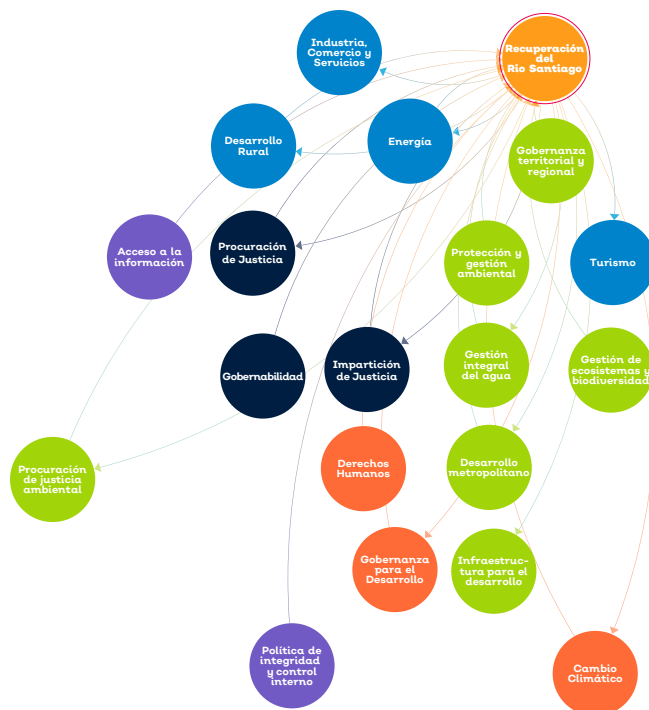 Industria,
Comercio y
Servicios
Recuperación
del
Rio Santiago
Desarrollo
Rural
Energía
Gobernanza
territorial y
regional
Acceso a la
información
Procuración
de Justicia
Protección y
gestión
ambiental
Turismo
Gobernabilidad
Impartición
de Justicia
Gestión
integral
del agua
Gestión de
ecosistemas y
biodiversidad
Procuración
de justicia
ambiental
Derechos
Humanos
Desarrollo
metropolitano
Gobernanza
para el
Desarrollo
Infraestruc-
tura para el
desarrollo
Política de
integridad
y control
interno
Cambio
Climático